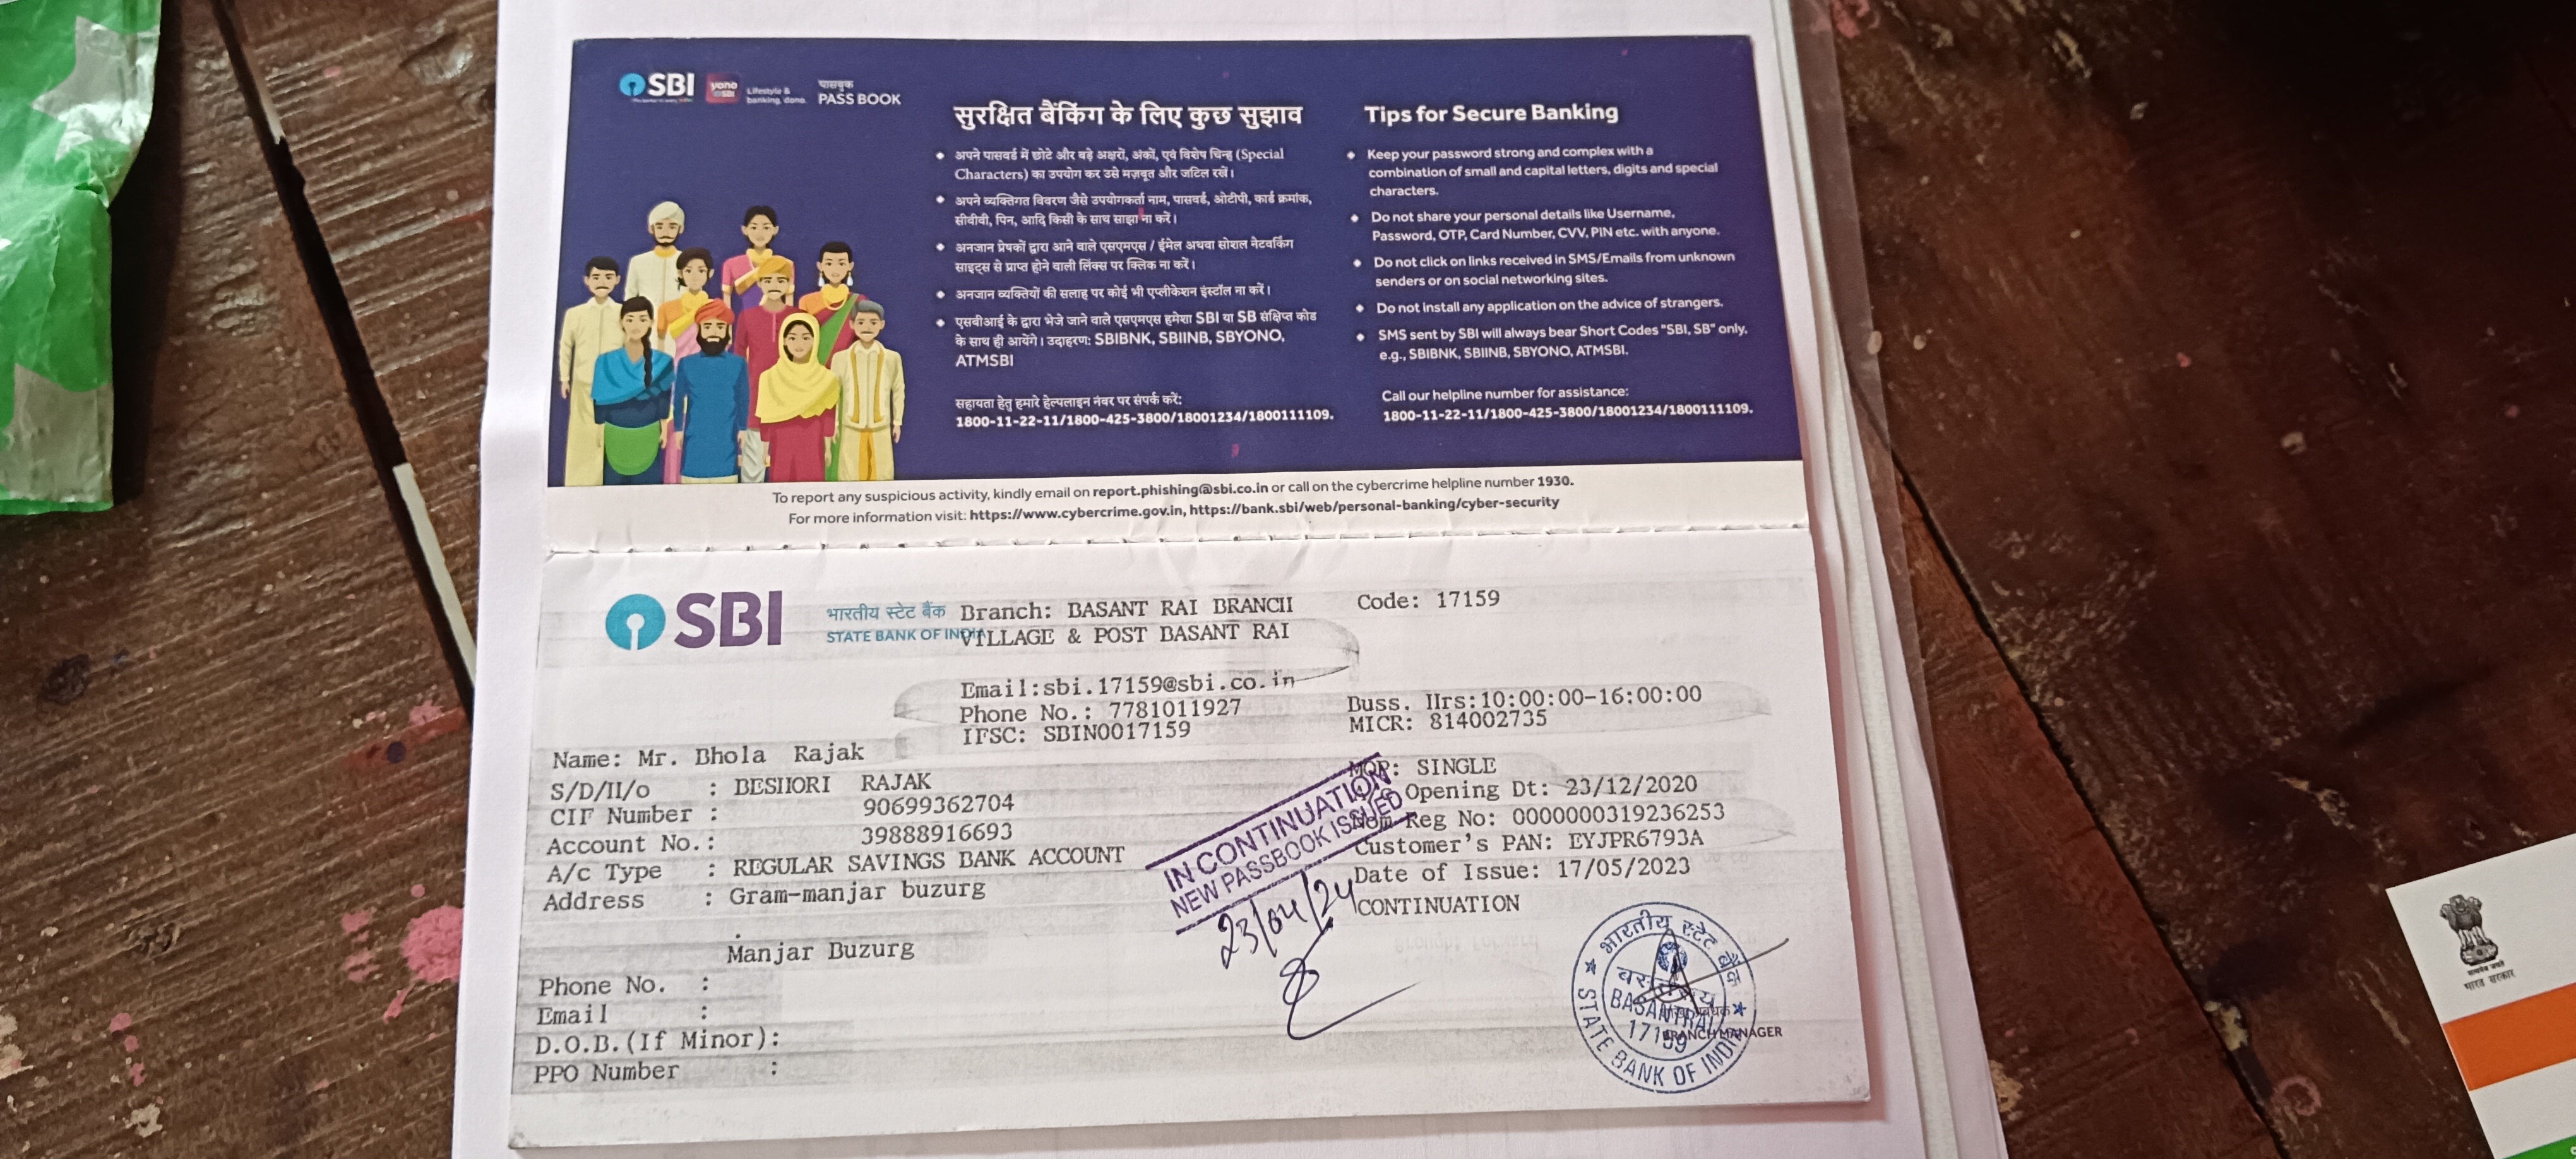 SBI
yono SBI
Lifestyle &
banking, dono.
पासबुक
PASS BOOK
सुरक्षित बैंकिंग के लिए कुछ सुझाव
अपने पासवर्ड में छोटे और बड़े अक्षरों, अंकों, एवं विशेष चिन्ह (Special
Characters) का उपयोग कर उसे मज़बूत और जटिल रखें।
अपने व्यक्तिगत विवरण जैसे उपयोगकर्ता नाम, पासवर्ड, ओटीपी, कार्ड क्रमांक,
सीवीवी, पिन, आदि किसी के साथ साझा ना करें।
अनजान प्रेषकों द्वारा आने वाले एसएमएस / ईमेल अथवा सोशल नेटवर्किंग
साइट्स से प्राप्त होने वाली लिंक्स पर क्लिक ना करें।
अनजान व्यक्तियों की सलाह पर कोई भी एप्लीकेशन इंस्टॉल ना करें।
एसबीआई के द्वारा भेजे जाने वाले एसएमएस हमेशा SBI या SB संक्षिप्त कोड
के साथ ही आयेंगे। उदाहरण: SBIBNK, SBIINB, SBYONO,
ATMSBI
सहायता हेतु हमारे हेल्पलाइन नंबर पर संपर्क करें:
1800-11-22-11/1800-425-3800/18001234/1800111109.
Tips for Secure Banking
Keep your password strong and complex with a
combination of small and capital letters, digits and special
characters.
Do not share your personal details like Username,
Password, OTP, Card Number, CVV, PIN etc. with anyone.
Do not click on links received in SMS/Emails from unknown
senders or on social networking sites.
Do not install any application on the advice of strangers.
SMS sent by SBI will always bear Short Codes "SBI, SB" only,
e.g., SBIBNK, SBIINB, SBYONO, ATMSBI.
Call our helpline number for assistance:
1800-11-22-11/1800-425-3800/18001234/1800111109.
To report any suspicious activity, kindly email on report.phishing@sbi.co.in or call on the cybercrime helpline number 1930.
For more information visit: https://www.cybercrime.gov.in, https://bank.sbi/web/personal-banking/cyber-security
SBI
भारतीय स्टेट बैंक
STATE BANK OF INDIA
Branch: BASANT RAI BRANCH Code: 17159
VILLAGE & POST BASANT RAI
Email:sbi.17159@sbi.co.in
Phone No.: 7781011927 Buss. Hrs:10:00:00-16:00:00
IFSC: SBIN0017159 MICR: 814002735
Name: Mr. Bhola Rajak
S/D/H/o : BESHORI RAJAK MOP: SINGLE
CIF Number : 90699362704 Opening Dt: 23/12/2020
Account No.: 39888916693 Nom Reg No: 0000000319236253
A/c Type : REGULAR SAVINGS BANK ACCOUNT Customer's PAN: EYJPR6793A
Address : Gram-manjar buzurg Date of Issue: 17/05/2023
CONTINUATION
.
Manjar Buzurg
Phone No. :
Email :
D.O.B.(If Minor):
PPO Number :
IN CONTINUATION
NEW PASSBOOK ISSUED
23/04/24
भारतीय स्टेट बैंक
BASANTRAI
17159
STATE BANK OF INDIA
BRANCH MANAGER
सत्यमेव जयते
भारत सरकार